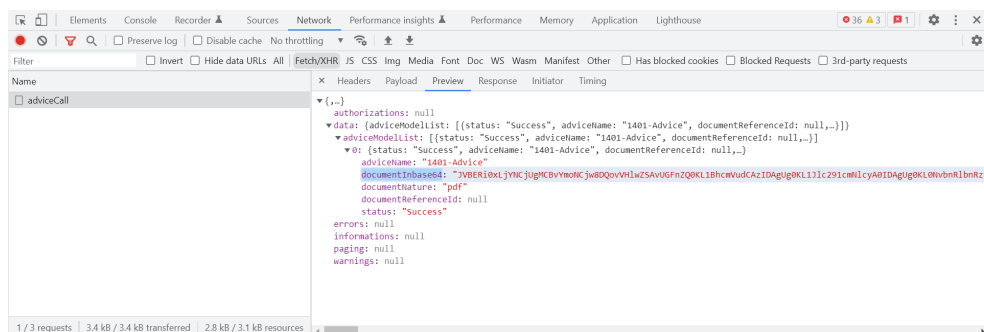 Elements Console Recorder Sources Network Performance insights Performance Memory Application Lighthouse 36 3 1
Preserve log Disable cache No throttling
Filter Invert Hide data URLs All Fetch/XHR JS CSS Img Media Font Doc WS Wasm Manifest Other Has blocked cookies Blocked Requests 3rd-party requests
Name × Headers Payload Preview Response Initiator Timing
adviceCall
{,…}
authorizations: null
data: {adviceModelList: [{status: "Success", adviceName: "1401-Advice", documentReferenceId: null,…}]}
adviceModelList: [{status: "Success", adviceName: "1401-Advice", documentReferenceId: null,…}]
0: {status: "Success", adviceName: "1401-Advice", documentReferenceId: null,…}
adviceName: "1401-Advice"
documentInbase64: "JVBERi0xLjYNCjUgMCBvYmoNCjw8DQovVHlwZSAvUGFnZQ0KL1BhcmVudCAzIDAgUg0KL1Jlc291cmNlcyA0IDAgUg0KL0NvbnRlbnRz
documentNature: "pdf"
documentReferenceId: null
status: "Success"
errors: null
informations: null
paging: null
warnings: null
1 / 3 requests 3.4 kB / 3.4 kB transferred 2.8 kB / 3.1 kB resources